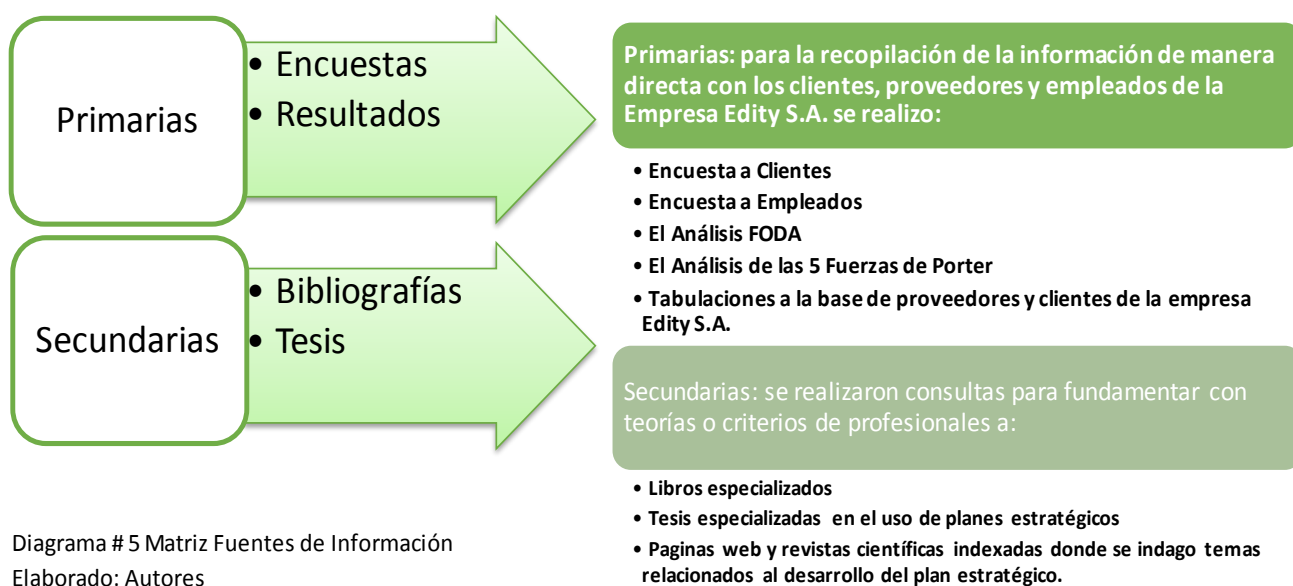 Primarias
• Encuestas
• Resultados
Secundarias
• Bibliografías
• Tesis
Primarias: para la recopilación de la información de manera
directa con los clientes, proveedores y empleados de la
Empresa Edity S.A. se realizo:
• Encuesta a Clientes
• Encuesta a Empleados
• El Análisis FODA
• El Análisis de las 5 Fuerzas de Porter
• Tabulaciones a la base de proveedores y clientes de la empresa
Edity S.A.
Secundarias: se realizaron consultas para fundamentar con
teorías o criterios de profesionales a:
• Libros especializados
• Tesis especializadas en el uso de planes estratégicos
• Paginas web y revistas científicas indexadas donde se indago temas
relacionados al desarrollo del plan estratégico.
Diagrama # 5 Matriz Fuentes de Información
Elaborado: Autores